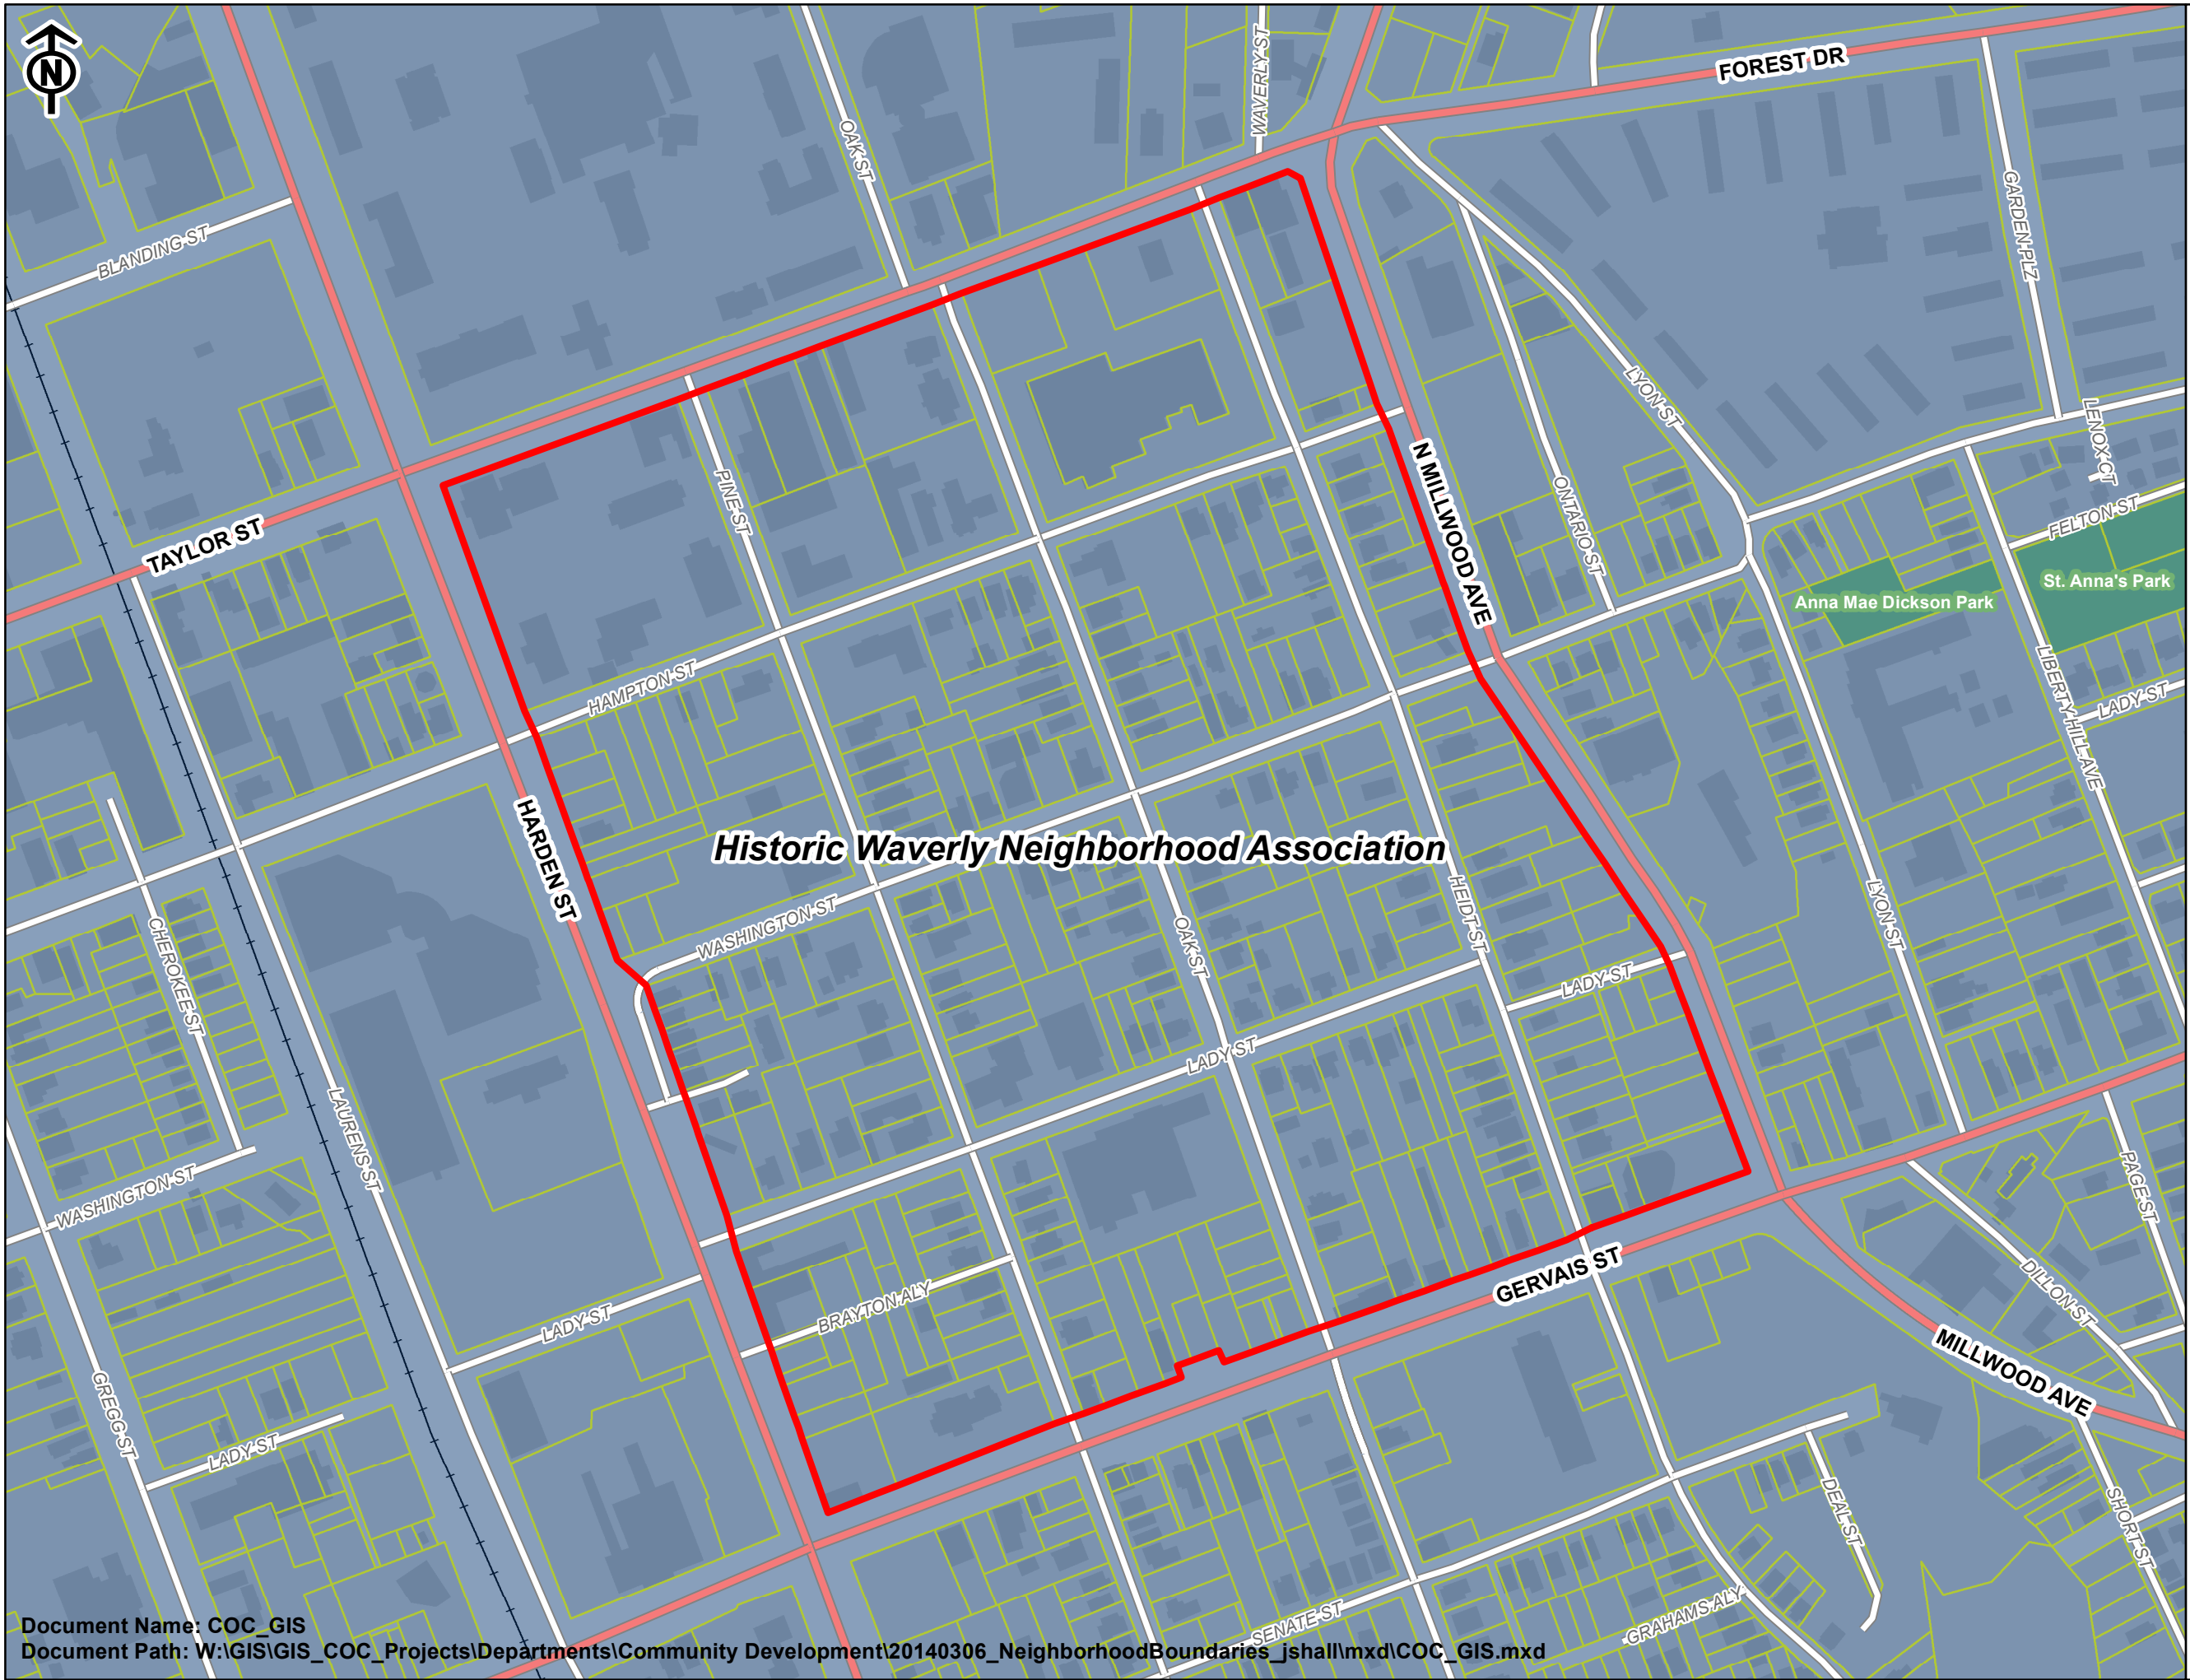 N
WAVERLY ST
FOREST DR
OAK ST
BLANDING ST
GARDEN PLZ
LYON ST
LENOX CT
TAYLOR ST
PINE ST
N MILLWOOD AVE
ONTARIO ST
FELTON ST
St. Anna's Park
Anna Mae Dickson Park
HAMPTON ST
LIBERTY HILL AVE
LADY ST
HARDEN ST
Historic Waverly Neighborhood Association
HEIDT ST
LYON ST
WASHINGTON ST
OAK ST
CHEROKEE ST
LADY ST
LADY ST
LAURENS ST
WASHINGTON ST
PAGE ST
GERVAIS ST
DILLON ST
BRAYTON ALY
LADY ST
MILLWOOD AVE
GREGG ST
LADY ST
DEAL ST
SHORT ST
SENATE ST
GRAHAMS ALY
Document Name: COC_GIS
Document Path: W:\GIS\GIS_COC_Projects\Departments\Community Development\20140306_NeighborhoodBoundaries_jshall\mxd\COC_GIS.mxd